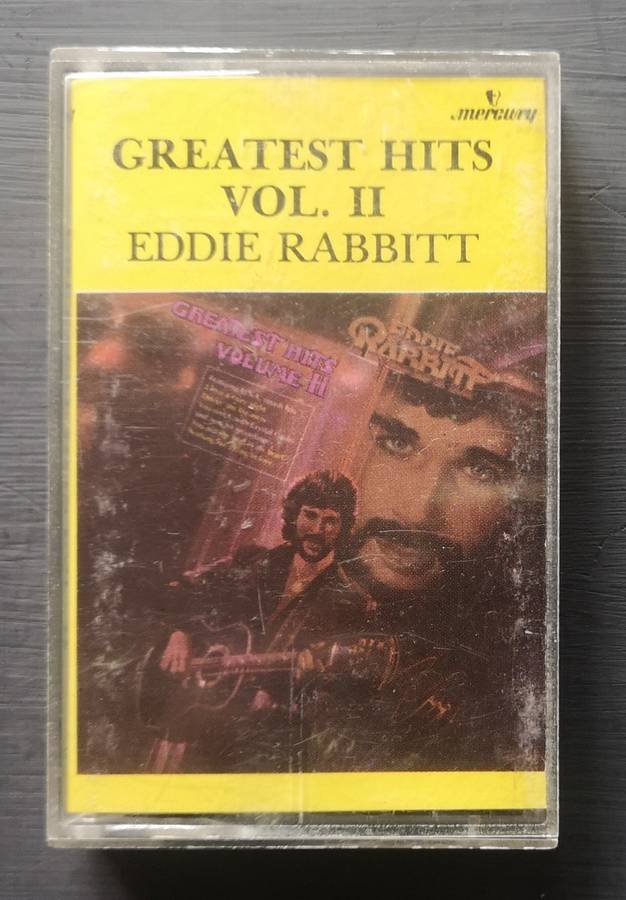 mercury
GREATEST HITS
VOL. II
EDDIE RABBITT
GREATEST HITS
VOLUME II
EDDIE
RABBITT